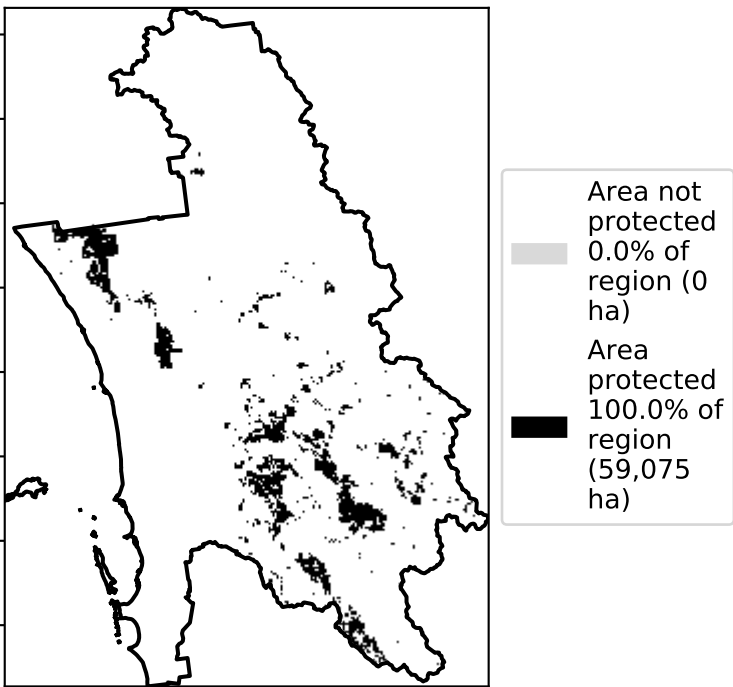 Area not
protected
0.0% of
region (0
ha)
Area
protected
100.0% of
region
(59,075
ha)